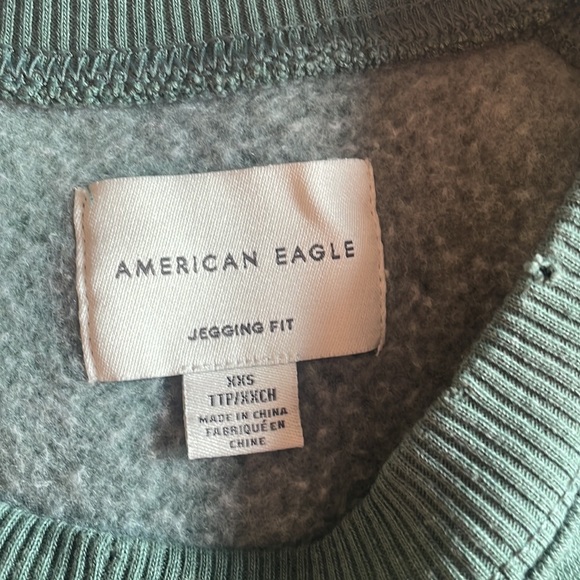 AMERICAN EAGLE
JEGGING FIT
XXS
TTP/XXCH
MADE IN CHINA
FABRIQUÉ EN
CHINE